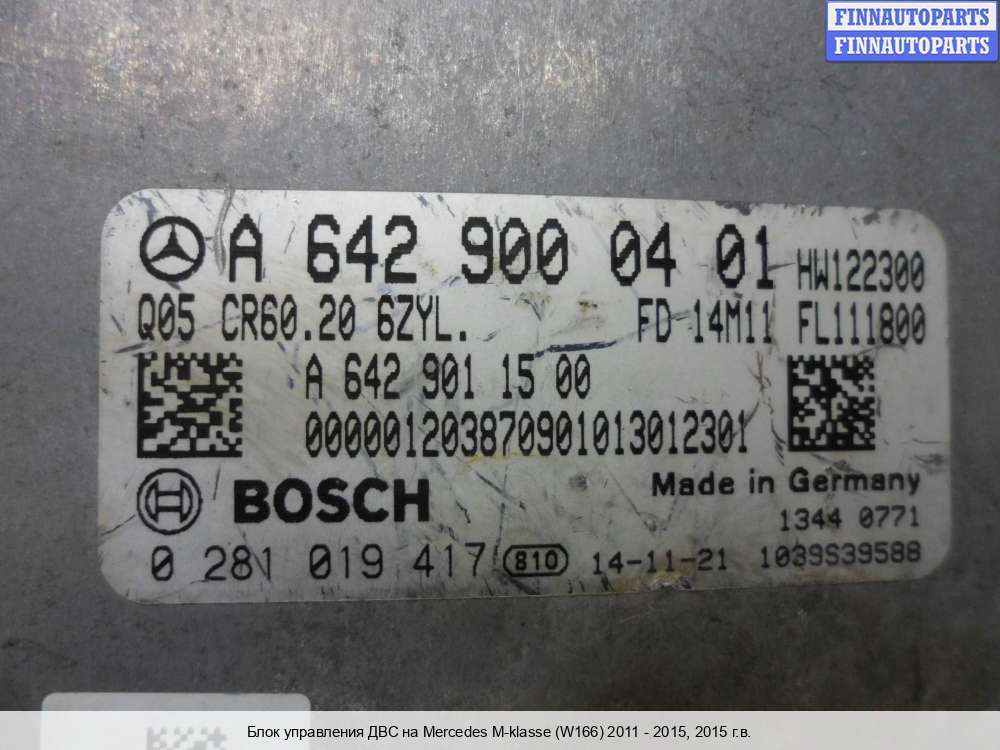 FINNAUTOPARTS
FINNAUTOPARTS
A 642 900 04 01 HW122300
Q05 CR60.20 6ZYL. FD 14M11 FL111800
A 642 901 15 00
000001203870901013012301
BOSCH Made in Germany
1344 0771
0 281 019 417 810 14-11-21 1039S39588
Блок управления ДВС на Mercedes M-klasse (W166) 2011 - 2015, 2015 г.в.